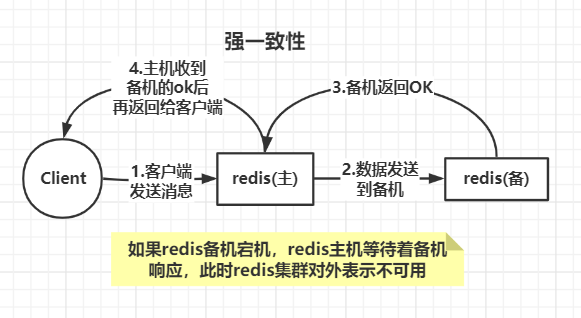 强一致性
4.主机收到
备机的ok后
再返回给客户端
3.备机返回OK
Client
1.客户端
发送消息
redis(主)
2.数据发送
到备机
redis(备)
如果redis备机宕机，redis主机等待着备机
响应，此时redis集群对外表示不可用